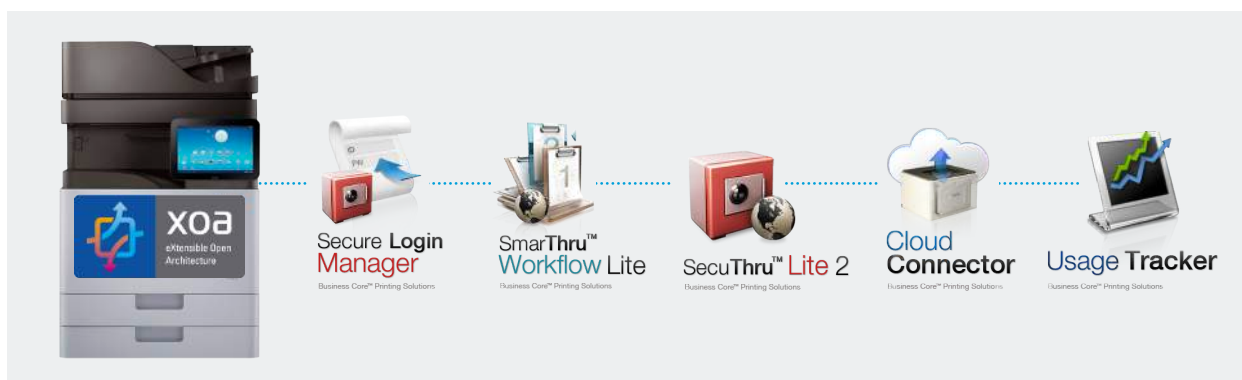 xoa
eXtensible Open
Architecture
Secure Login
Manager
Business Core™ Printing Solutions
SmarThru™
Workflow Lite
Business Core™ Printing Solutions
SecuThru™ Lite 2
Business Core™ Printing Solutions
Cloud
Connector
Business Core™ Printing Solutions
Usage Tracker
Business Core™ Printing Solutions